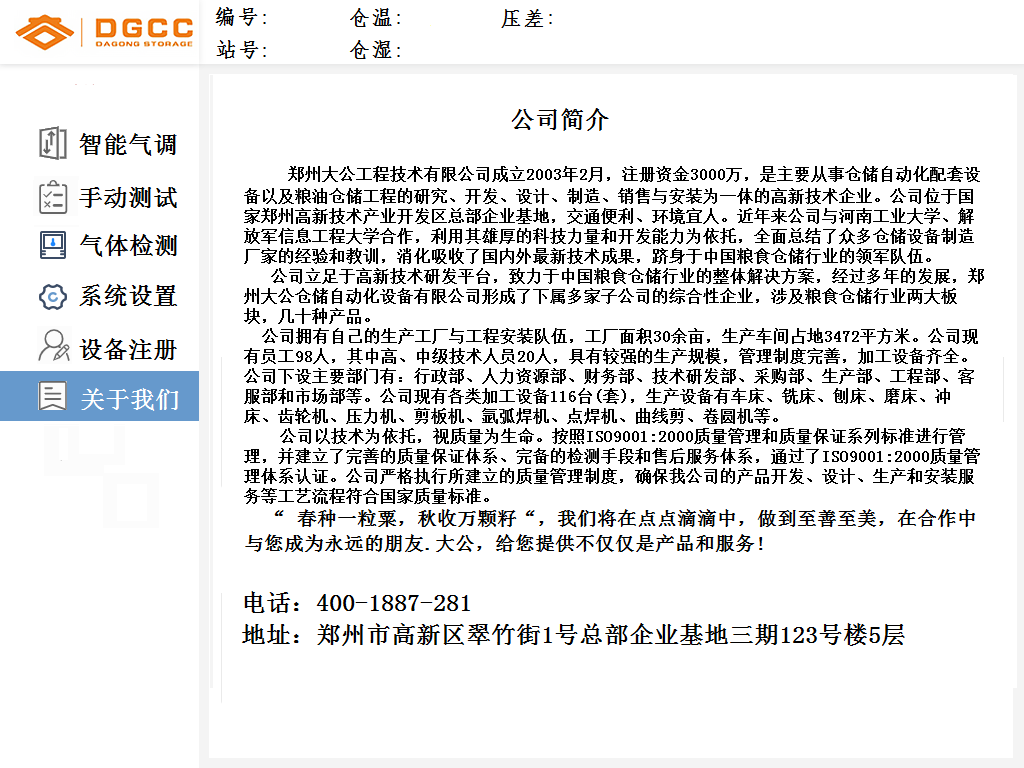 DGCC
DAGONG STORAGE
编号: 仓温: 压差:
站号: 仓湿:
智能气调
手动测试
气体检测
系统设置
设备注册
关于我们
公司简介
郑州大公工程技术有限公司成立2003年2月，注册资金3000万，是主要从事仓储自动化配套设
备以及粮油仓储工程的研究、开发、设计、制造、销售与安装为一体的高新技术企业。公司位于国
家郑州高新技术产业开发区总部企业基地，交通便利、环境宜人。近年来公司与河南工业大学、解
放军信息工程大学合作，利用其雄厚的科技力量和开发能力为依托，全面总结了众多仓储设备制造
厂家的经验和教训，消化吸收了国内外最新技术成果，跻身于中国粮食仓储行业的领军队伍。
公司立足于高新技术研发平台，致力于中国粮食仓储行业的整体解决方案，经过多年的发展，郑
州大公仓储自动化设备有限公司形成了下属多家子公司的综合性企业，涉及粮食仓储行业两大板
块，几十种产品。
公司拥有自己的生产工厂与工程安装队伍，工厂面积30余亩，生产车间占地3472平方米。公司现
有员工98人，其中高、中级技术人员20人，具有较强的生产规模，管理制度完善，加工设备齐全。
公司下设主要部门有：行政部、人力资源部、财务部、技术研发部、采购部、生产部、工程部、客
服部和市场部等。公司现有各类加工设备116台(套)，生产设备有车床、铣床、刨床、磨床、冲
床、齿轮机、压力机、剪板机、氩弧焊机、点焊机、曲线剪、卷圆机等。
公司以技术为依托，视质量为生命。按照ISO9001:2000质量管理和质量保证系列标准进行管
理，并建立了完善的质量保证体系、完备的检测手段和售后服务体系，通过了ISO9001:2000质量管
理体系认证。公司严格执行所建立的质量管理制度，确保我公司的产品开发、设计、生产和安装服
务等工艺流程符合国家质量标准。
“ 春种一粒粟，秋收万颗籽“，我们将在点点滴滴中，做到至善至美，在合作中
与您成为永远的朋友.大公，给您提供不仅仅是产品和服务!
电话：400-1887-281
地址：郑州市高新区翠竹街1号总部企业基地三期123号楼5层